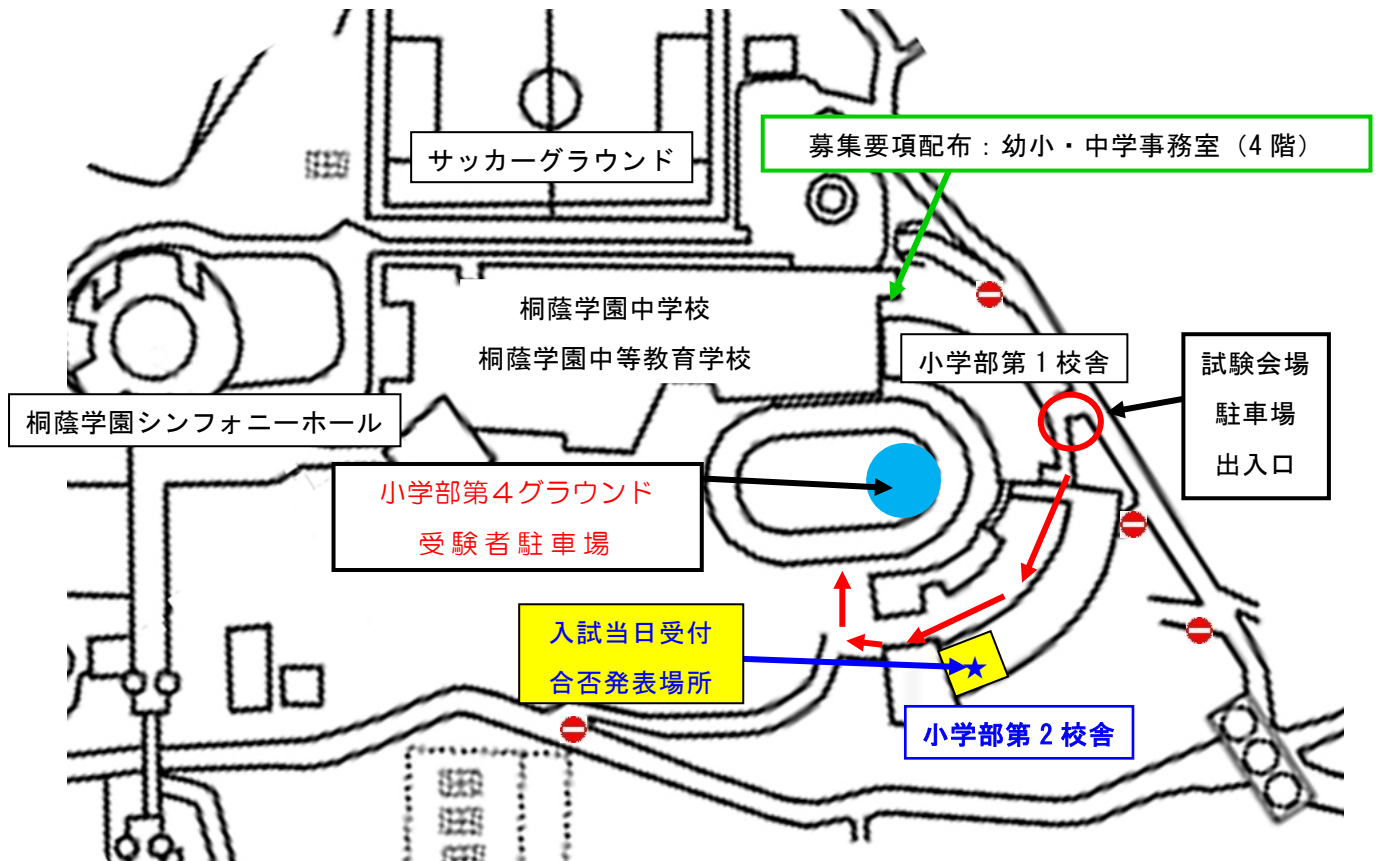 サッカーグラウンド
募集要項配布：幼小・中学事務室（4階）
桐蔭学園中学校
桐蔭学園中等教育学校
小学部第1校舎
試験会場
駐車場
出入口
桐蔭学園シンフォニーホール
小学部第4グラウンド
受験者駐車場
入試当日受付
合否発表場所
小学部第2校舎